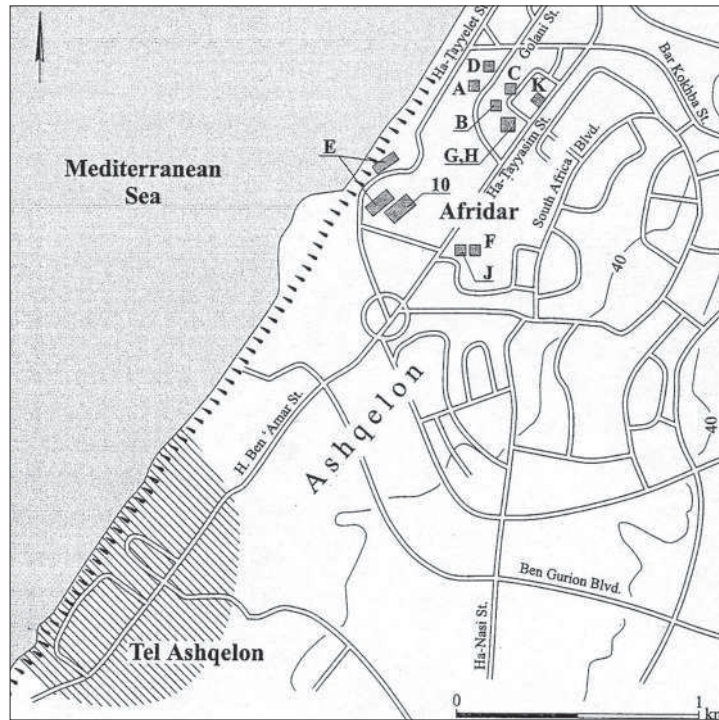 Ha-Tayyelet St.
Golani St.
Bar Kokhba St.
D
C
A
K
B
G,H
Ha-Tayyasim St.
South Africa Blvd.
E
Mediterranean
Sea
10
Afridar
F
J
40
40
Ashqelon
H. Ben 'Amar St.
Ben Gurion Blvd.
Ha-Nasi St.
Tel Ashqelon
0
1
km